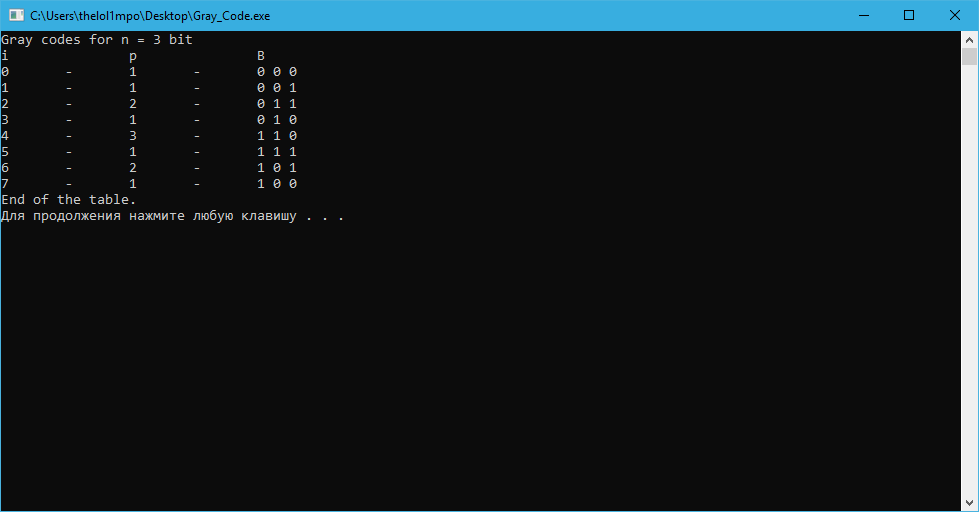 C:\Users\thelol1mpo\Desktop\Gray_Code.exe
Gray codes for n = 3 bit
i p B
0 - 1 - 0 0 0
1 - 1 - 0 0 1
2 - 2 - 0 1 1
3 - 1 - 0 1 0
4 - 3 - 1 1 0
5 - 1 - 1 1 1
6 - 2 - 1 0 1
7 - 1 - 1 0 0
End of the table.
Для продолжения нажмите любую клавишу . . .